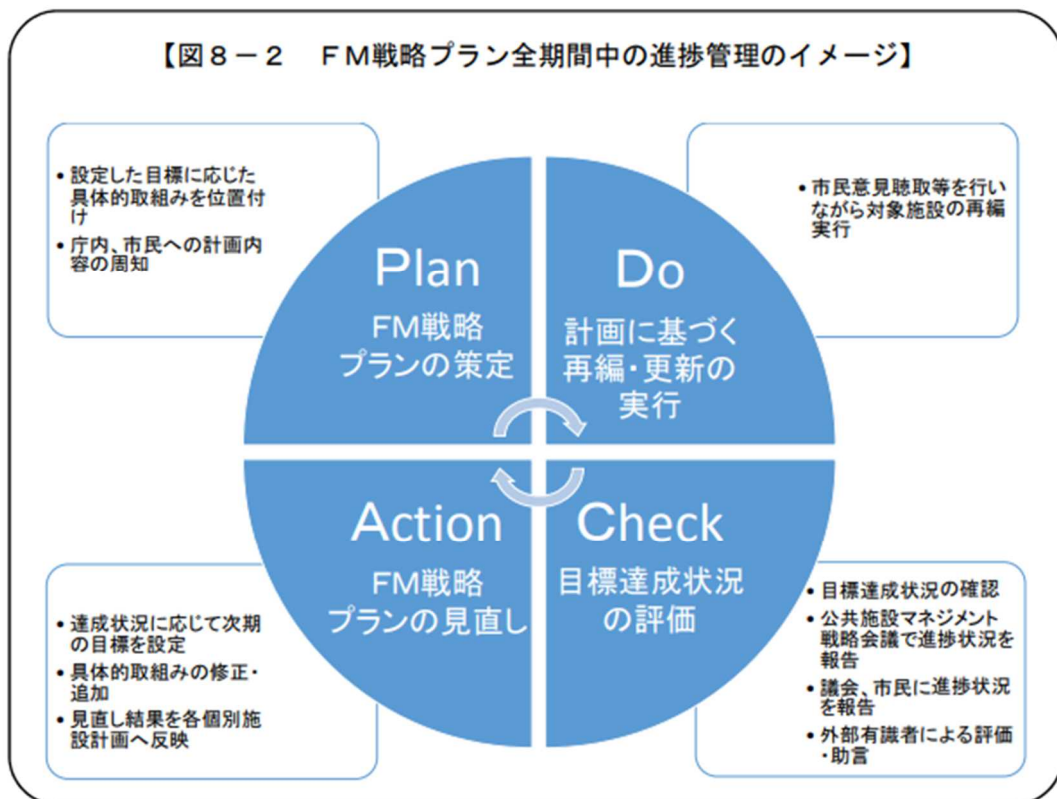 【図8-2 FM戦略プラン全期間中の進捗管理のイメージ】
• 設定した目標に応じた
具体的取組みを位置付
け
• 庁内、市民への計画内
容の周知
Plan
FM戦略
プランの策定
• 市民意見聴取等を行い
ながら対象施設の再編
実行
Do
計画に基づく
再編・更新の
実行
Action
FM戦略
プランの見直し
• 達成状況に応じて次期
の目標を設定
• 具体的取組みの修正・
追加
• 見直し結果を各個別施
設計画へ反映
Check
目標達成状況
の評価
• 目標達成状況の確認
• 公共施設マネジメント
戦略会議で進捗状況を
報告
• 議会、市民に進捗状況
を報告
• 外部有識者による評価
・助言